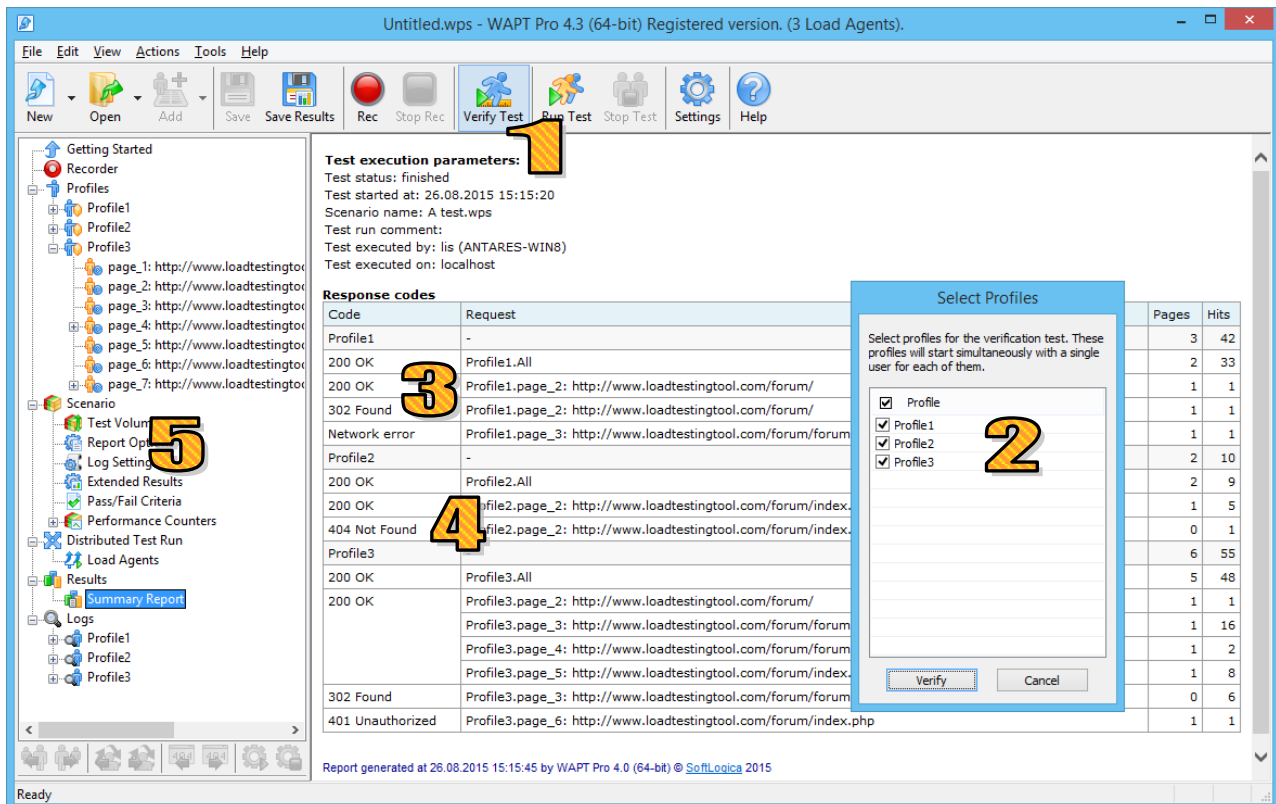 Untitled.wps - WAPT Pro 4.3 (64-bit) Registered version. (3 Load Agents).
File Edit View Actions Tools Help
New Open Add Save Save Results Rec Stop Rec Verify Test Run Test Stop Test Settings Help
1
Getting Started
Recorder
Profiles
Profile1
Profile2
Profile3
page_1: http://www.loadtestingtoo
page_2: http://www.loadtestingtoo
page_3: http://www.loadtestingtoo
page_4: http://www.loadtestingtoo
page_5: http://www.loadtestingtoo
page_6: http://www.loadtestingtoo
page_7: http://www.loadtestingtoo
Scenario
Test Volum
Report Opt
Log Setting
Extended Results
Pass/Fail Criteria
Performance Counters
Distributed Test Run
Load Agents
Results
Summary Report
Logs
Profile1
Profile2
Profile3
5
Test execution parameters:
Test status: finished
Test started at: 26.08.2015 15:15:20
Scenario name: A test.wps
Test run comment:
Test executed by: lis (ANTARES-WIN8)
Test executed on: localhost
Response codes
Code Request Pages Hits
Profile1 - 3 42
200 OK Profile1.All 2 33
200 OK Profile1.page_2: http://www.loadtestingtool.com/forum/ 1 1
302 Found Profile1.page_2: http://www.loadtestingtool.com/forum/ 1 1
Network error Profile1.page_3: http://www.loadtestingtool.com/forum/forum 1 1
Profile2 - 2 10
200 OK Profile2.All 2 9
200 OK Profile2.page_2: http://www.loadtestingtool.com/forum/index. 1 5
404 Not Found ofile2.page_2: http://www.loadtestingtool.com/forum/index. 0 1
Profile3 6 55
200 OK Profile3.All 5 48
200 OK Profile3.page_2: http://www.loadtestingtool.com/forum/ 1 1
Profile3.page_3: http://www.loadtestingtool.com/forum/forum 1 16
Profile3.page_4: http://www.loadtestingtool.com/forum/forum 1 2
Profile3.page_5: http://www.loadtestingtool.com/forum/index. 1 8
302 Found Profile3.page_3: http://www.loadtestingtool.com/forum/forum 0 6
401 Unauthorized Profile3.page_6: http://www.loadtestingtool.com/forum/index.php 1 1
3
4
Report generated at 26.08.2015 15:15:45 by WAPT Pro 4.0 (64-bit) © SoftLogica 2015
Select Profiles
Select profiles for the verification test. These
profiles will start simultaneously with a single
user for each of them.
Profile
Profile1
Profile2
Profile3
2
Verify Cancel
404 404
Ready